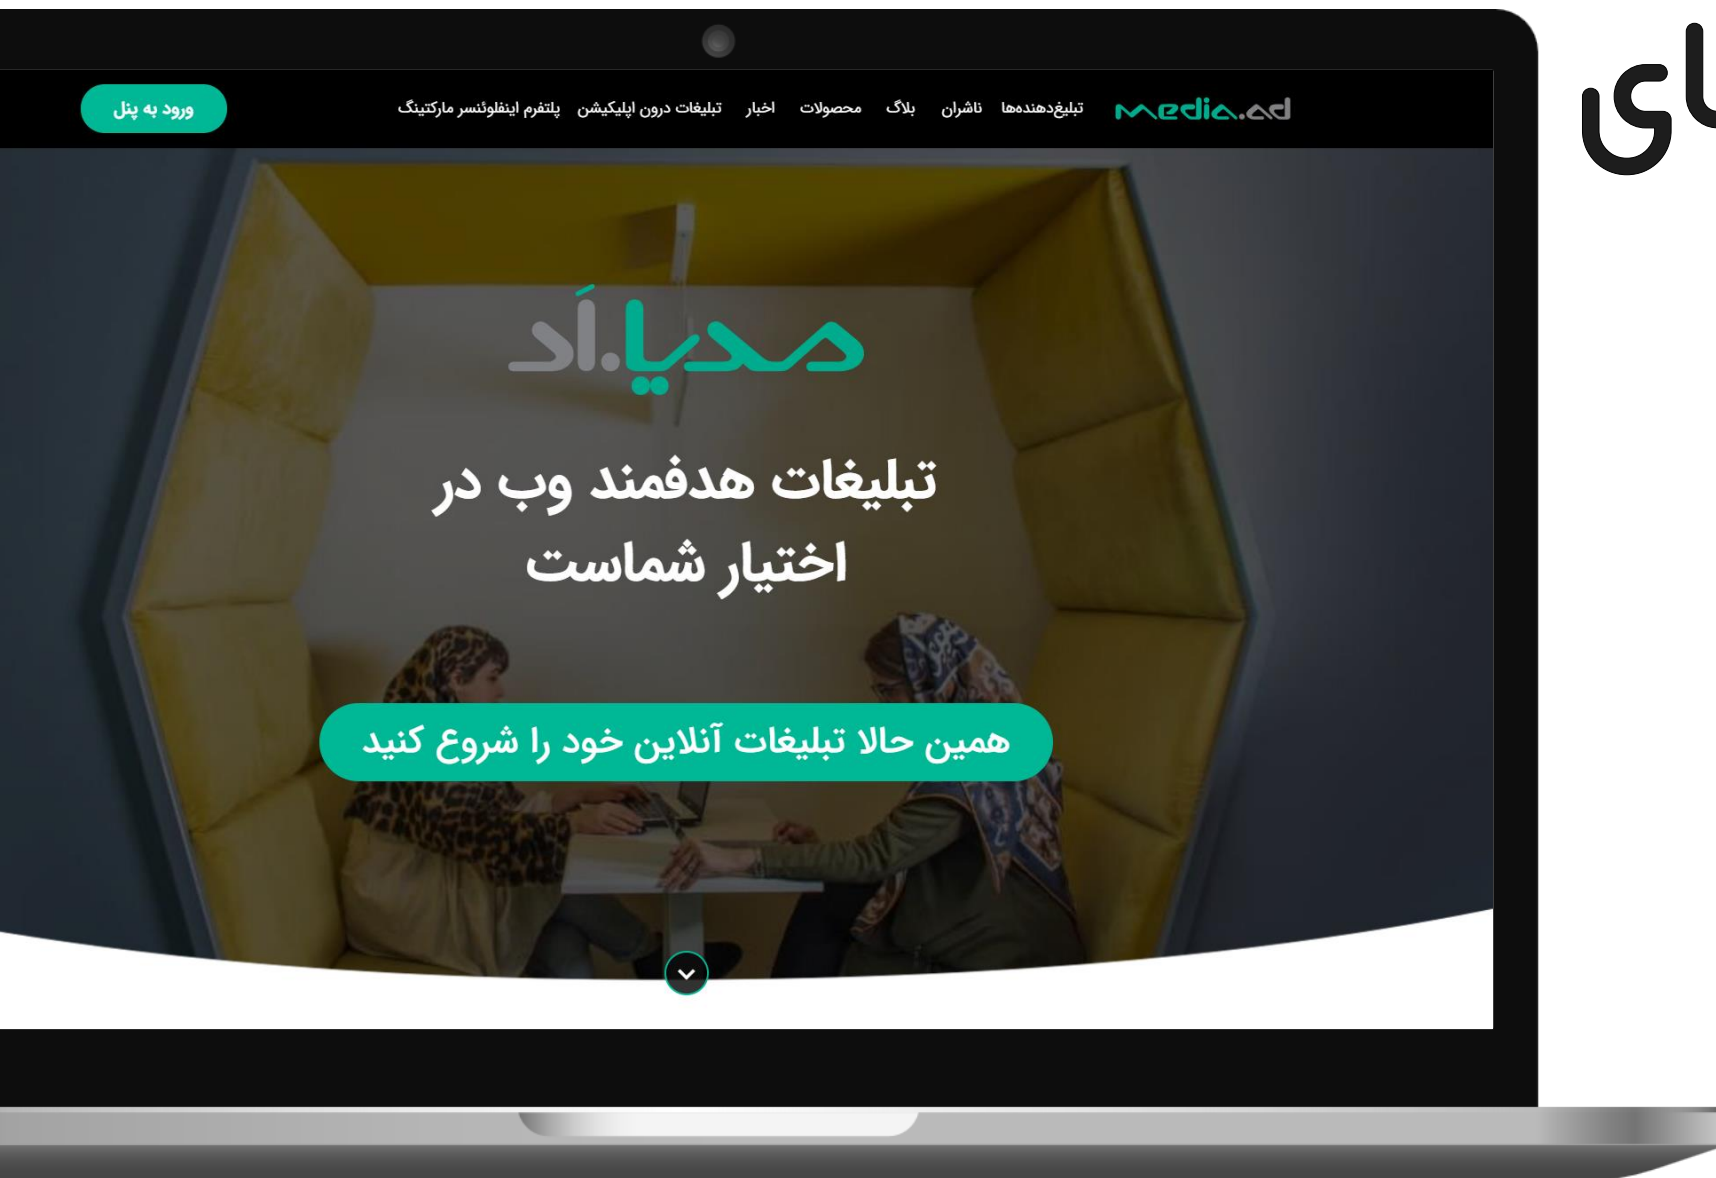 media.ad
تبلیغ‌دهنده‌ها ناشران بلاگ محصولات اخبار تبلیغات درون اپلیکیشن پلتفرم اینفلوئنسر مارکتینگ
ورود به پنل
مدیا.اَد
تبلیغات هدفمند وب در
اختیار شماست
همین حالا تبلیغات آنلاین خود را شروع کنید